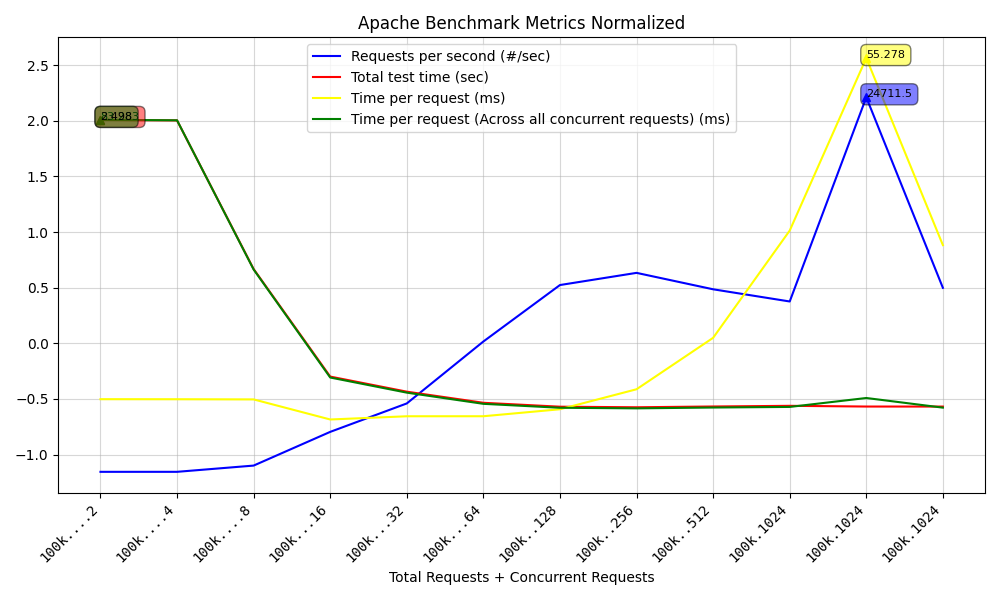 Apache Benchmark Metrics Normalized
Requests per second (#/sec)
Total test time (sec)
Time per request (ms)
Time per request (Across all concurrent requests) (ms)
55.278
24711.5
2.5
2.0
1.5
1.0
0.5
0.0
−0.5
−1.0
100k....2
100k....4
100k....8
100k...16
100k...32
100k...64
100k..128
100k..256
100k..512
100k.1024
100k.1024
100k.1024
Total Requests + Concurrent Requests